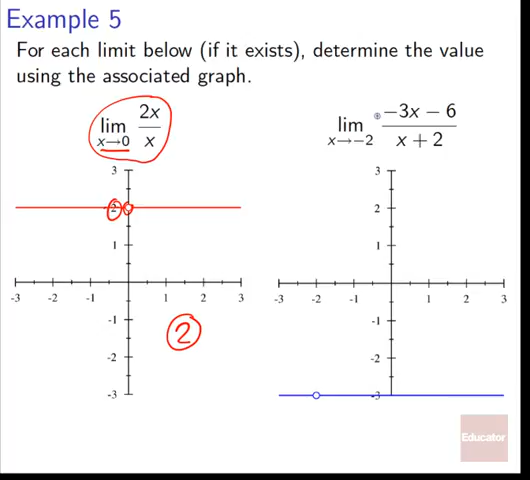 Example 5
For each limit below (if it exists), determine the value
using the associated graph.
lim x→0 2x/x
lim x→−2 −3x − 6/x + 2
3
2
1
-3 -2 -1 1 2 3
-1
-2
-3
2
3
2
1
-3 -2 -1 1 2 3
-1
-2
-3
Educator